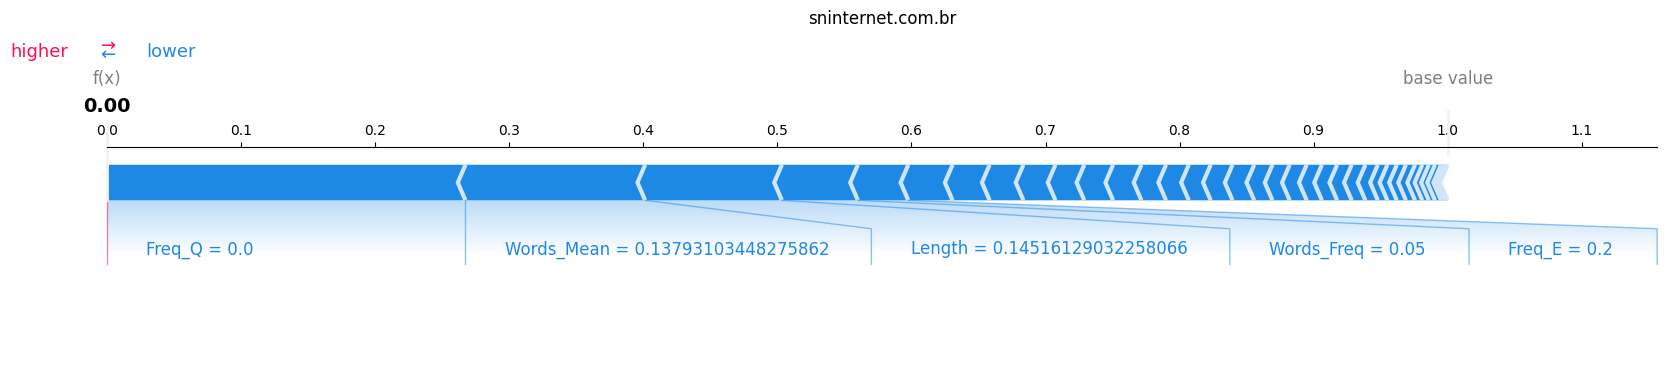 sninternet.com.br
higher ⇄ lower
f(x) base value
0.00
0.0 0.1 0.2 0.3 0.4 0.5 0.6 0.7 0.8 0.9 1.0 1.1
Freq_Q = 0.0 Words_Mean = 0.13793103448275862 Length = 0.14516129032258066 Words_Freq = 0.05 Freq_E = 0.2